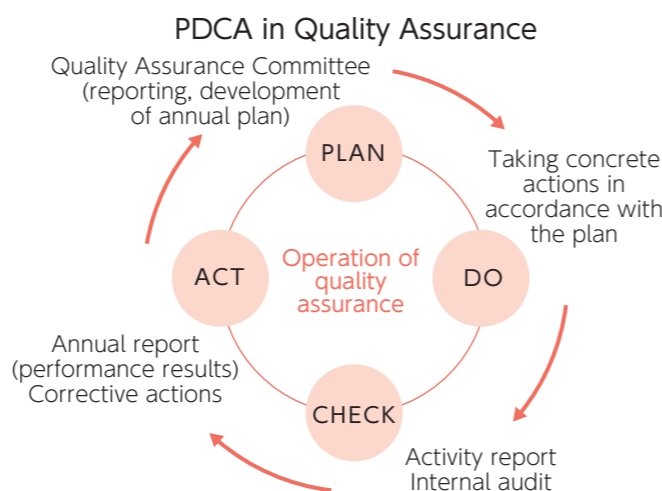 PDCA in Quality Assurance
Quality Assurance Committee
(reporting, development
of annual plan)
PLAN
Taking concrete
actions in
accordance with
the plan
ACT
Operation of
quality
assurance
DO
Annual report
(performance results)
Corrective actions
CHECK
Activity report
Internal audit